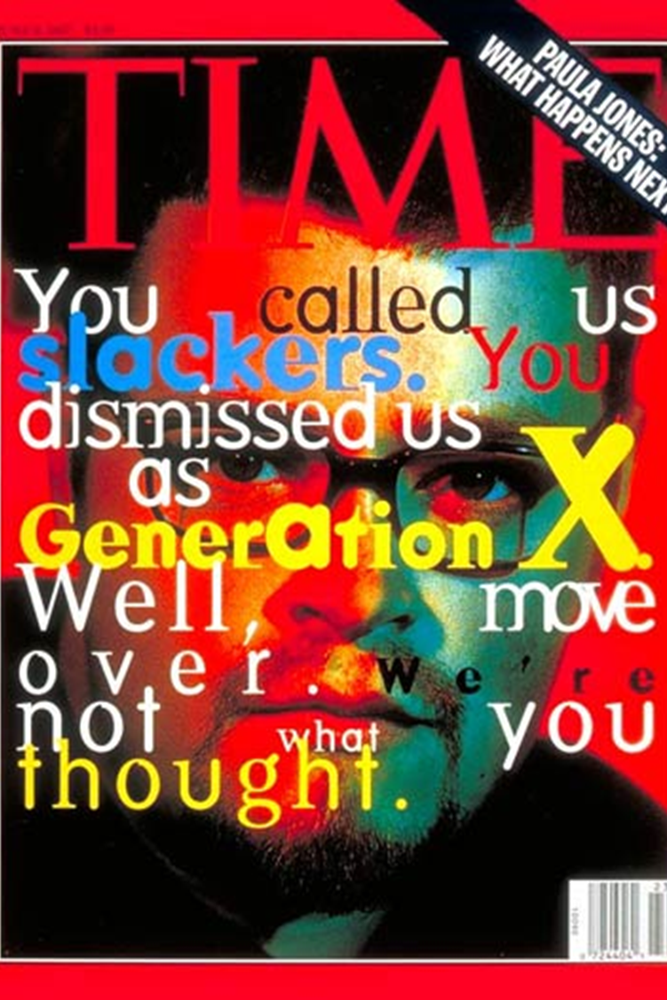 TIME
PAULA JONES:
WHAT HAPPENS NEXT
You called us
slackers. You
dismissed us
as
Generation X.
Well, move
over. We're
not what you
thought.